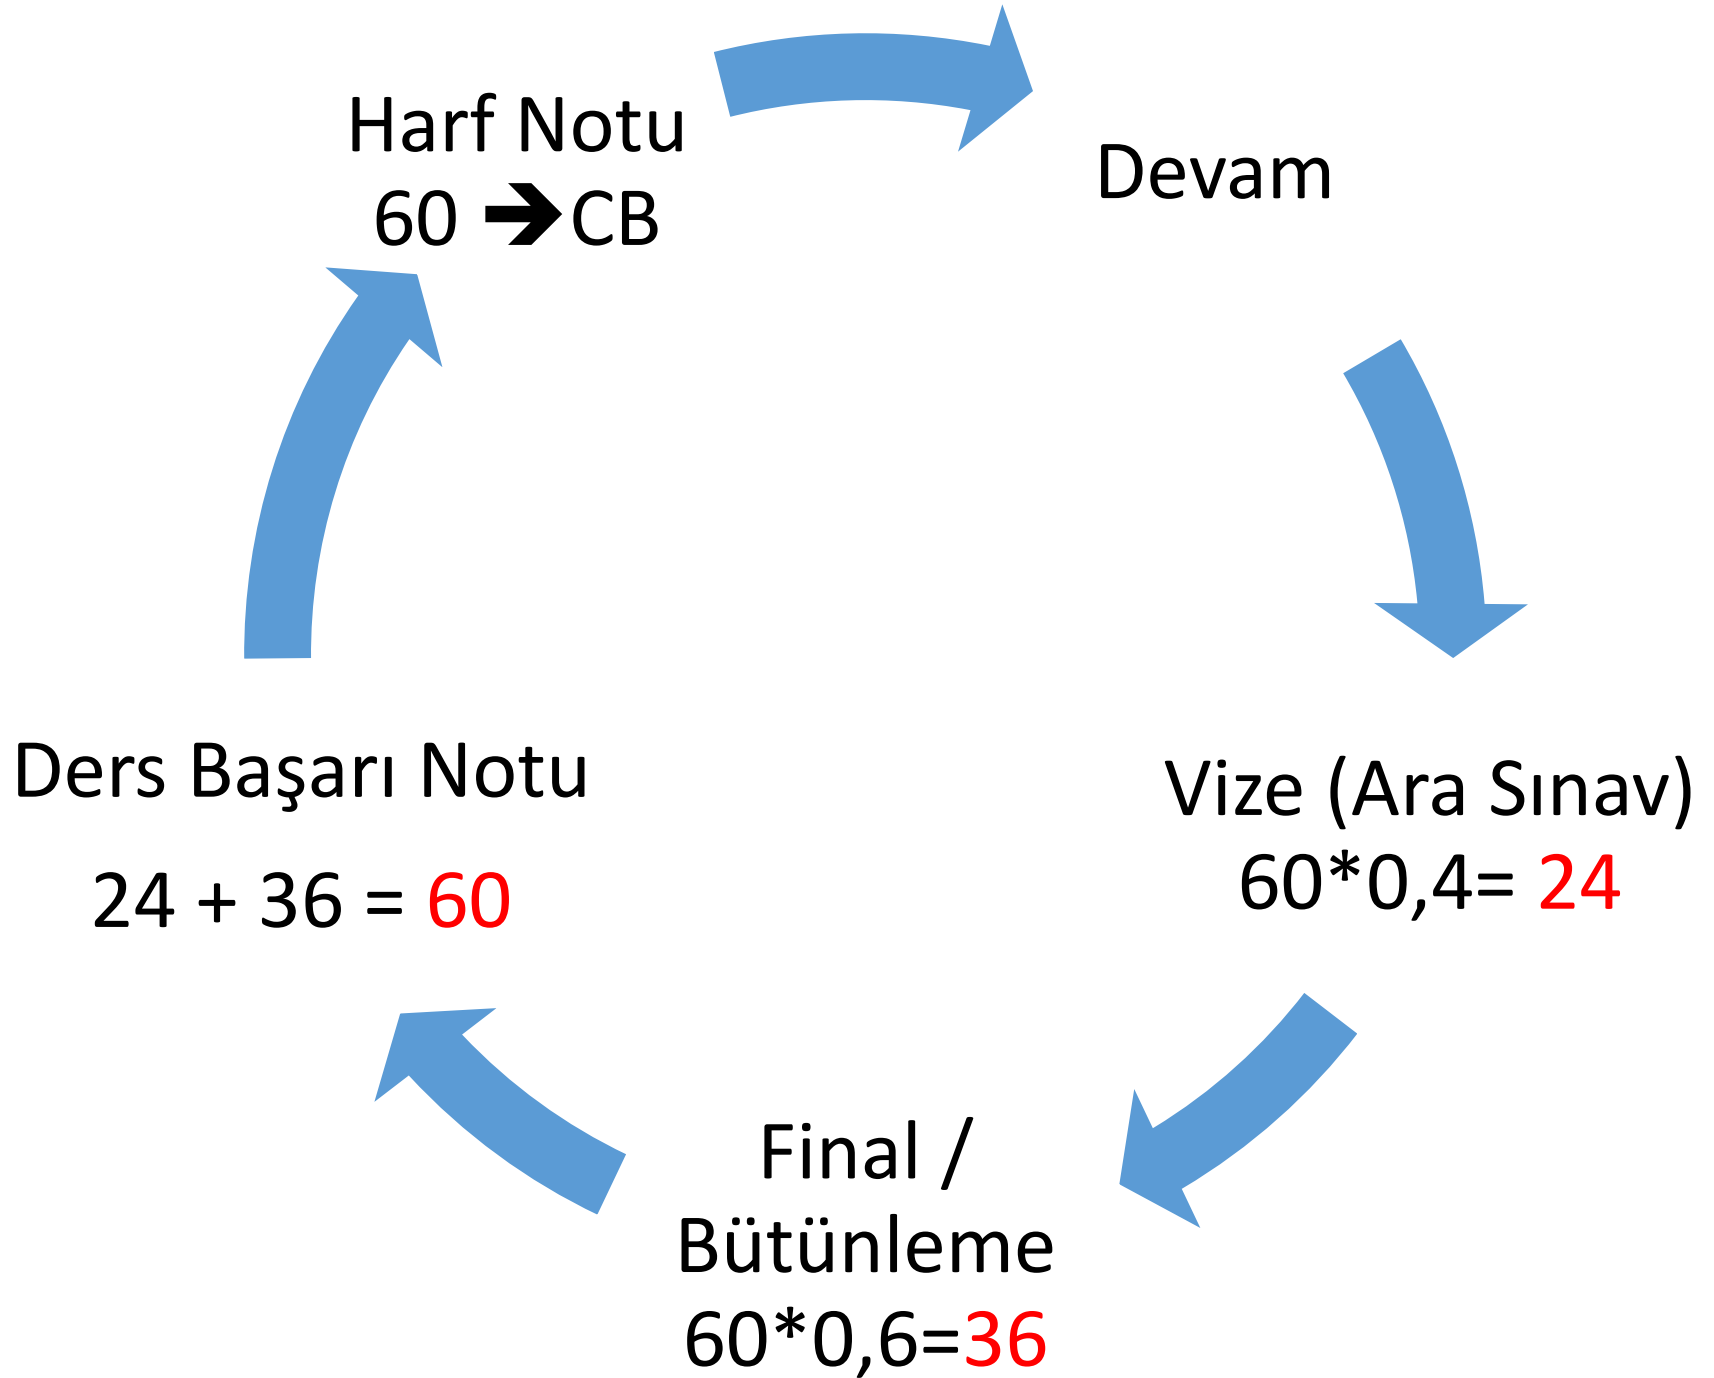 Harf Notu
60 🡺CB
Devam
Vize (Ara Sınav)
60*0,4= 24
Final /
Bütünleme
60*0,6=36
Ders Başarı Notu
24 + 36 = 60